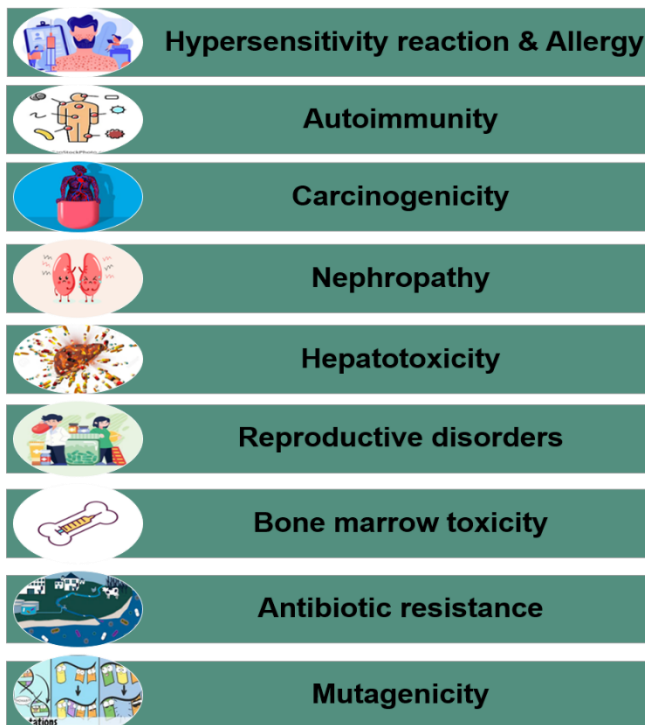 Hypersensitivity reaction & Allergy
Autoimmunity
Carcinogenicity
Nephropathy
Hepatotoxicity
Reproductive disorders
Bone marrow toxicity
Antibiotic resistance
Mutagenicity